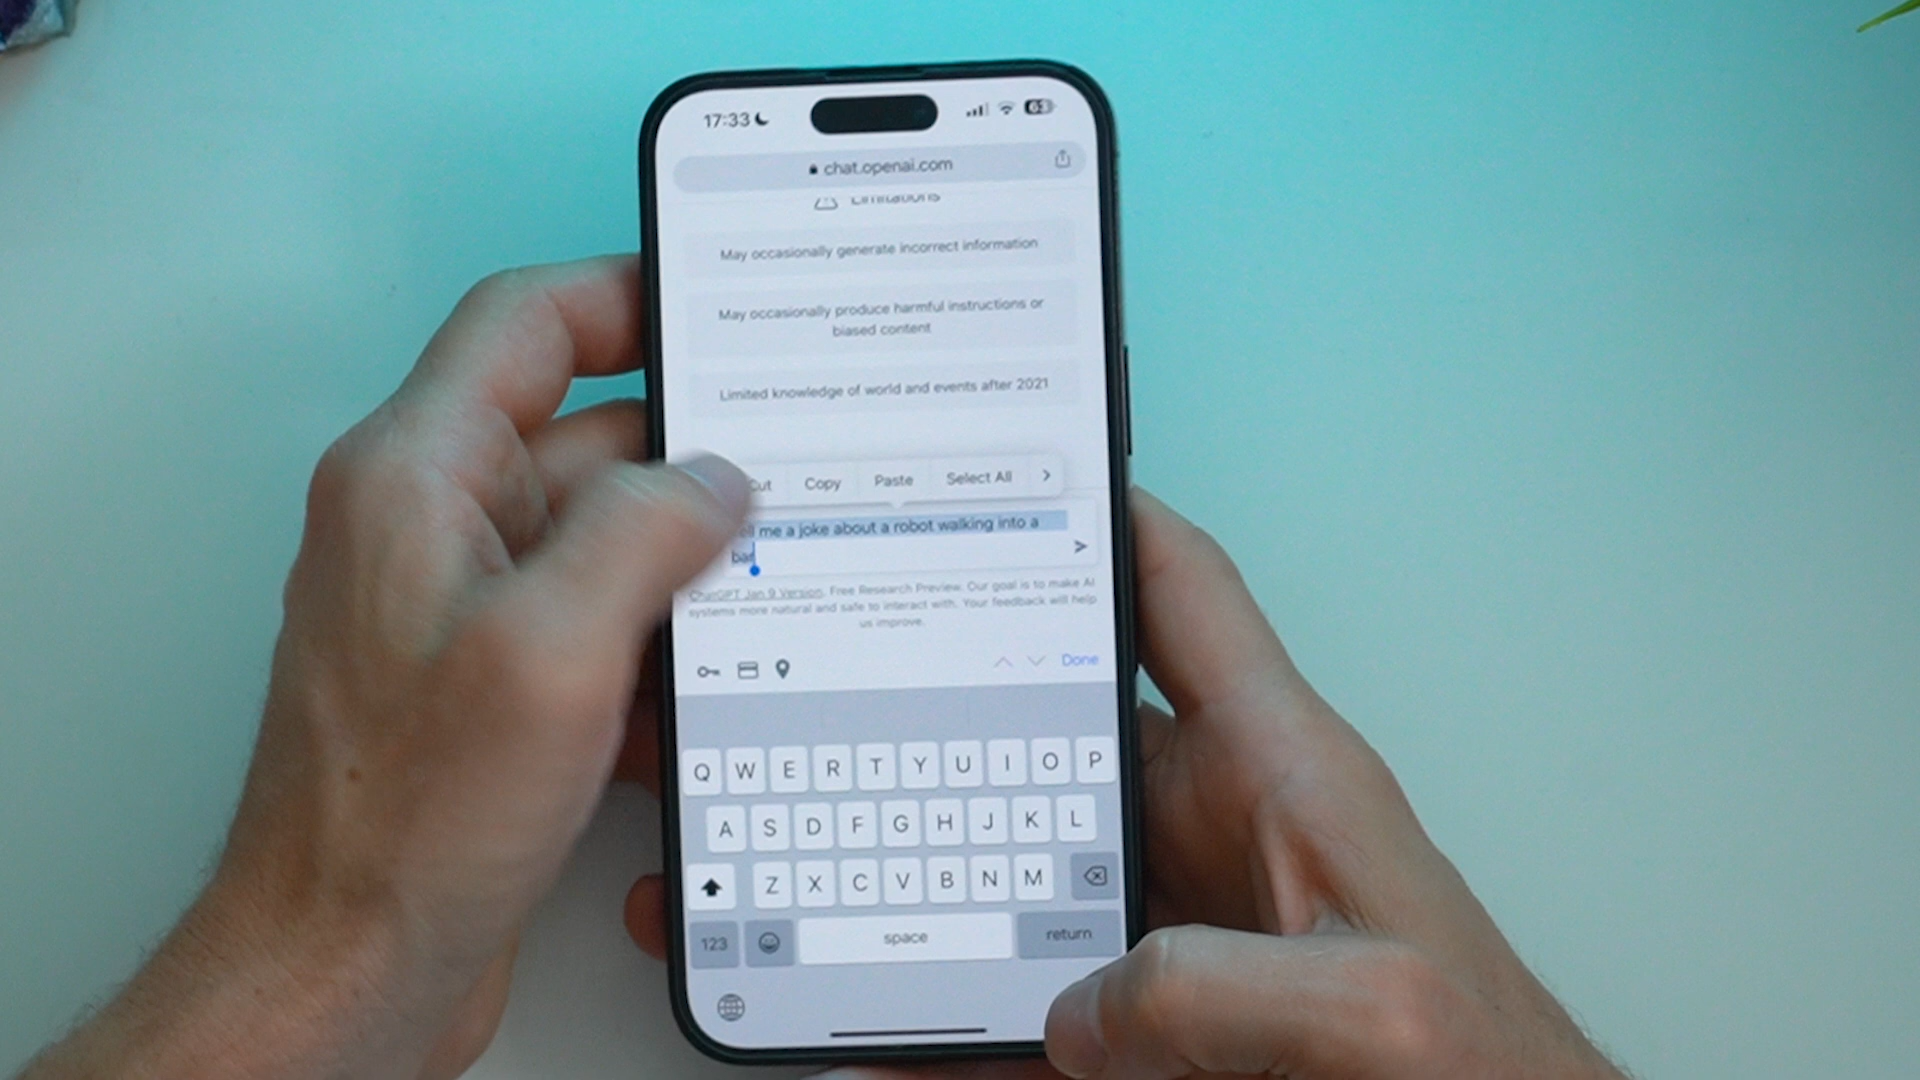 17:33
63
chat.openai.com
Limitations
May occasionally generate incorrect information
May occasionally produce harmful instructions or
biased content
Limited knowledge of world and events after 2021
Cut Copy Paste Select All
ell me a joke about a robot walking into a
bar
ChatGPT Jan 9 Version. Free Research Preview. Our goal is to make AI
systems more natural and safe to interact with. Your feedback will help
us improve.
Done
Q W E R T Y U I O P
A S D F G H J K L
Z X C V B N M
123 space return